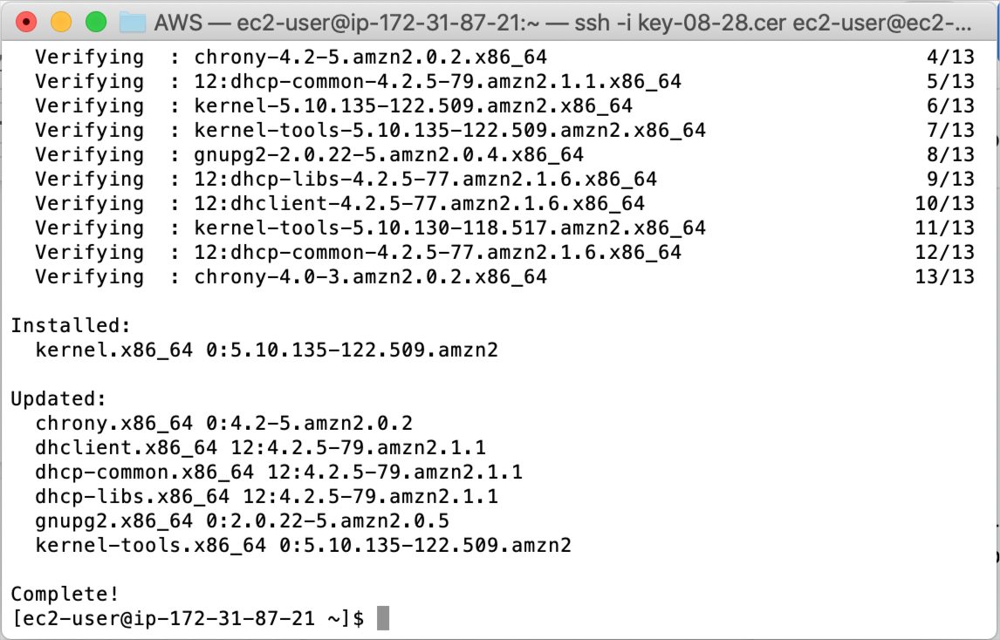 AWS — ec2-user@ip-172-31-87-21:~ — ssh -i key-08-28.cer ec2-user@ec2-...
Verifying : chrony-4.2-5.amzn2.0.2.x86_64 4/13
Verifying : 12:dhcp-common-4.2.5-79.amzn2.1.1.x86_64 5/13
Verifying : kernel-5.10.135-122.509.amzn2.x86_64 6/13
Verifying : kernel-tools-5.10.135-122.509.amzn2.x86_64 7/13
Verifying : gnupg2-2.0.22-5.amzn2.0.4.x86_64 8/13
Verifying : 12:dhcp-libs-4.2.5-77.amzn2.1.6.x86_64 9/13
Verifying : 12:dhclient-4.2.5-77.amzn2.1.6.x86_64 10/13
Verifying : kernel-tools-5.10.130-118.517.amzn2.x86_64 11/13
Verifying : 12:dhcp-common-4.2.5-77.amzn2.1.6.x86_64 12/13
Verifying : chrony-4.0-3.amzn2.0.2.x86_64 13/13
Installed:
kernel.x86_64 0:5.10.135-122.509.amzn2
Updated:
chrony.x86_64 0:4.2-5.amzn2.0.2
dhclient.x86_64 12:4.2.5-79.amzn2.1.1
dhcp-common.x86_64 12:4.2.5-79.amzn2.1.1
dhcp-libs.x86_64 12:4.2.5-79.amzn2.1.1
gnupg2.x86_64 0:2.0.22-5.amzn2.0.5
kernel-tools.x86_64 0:5.10.135-122.509.amzn2
Complete!
[ec2-user@ip-172-31-87-21 ~]$